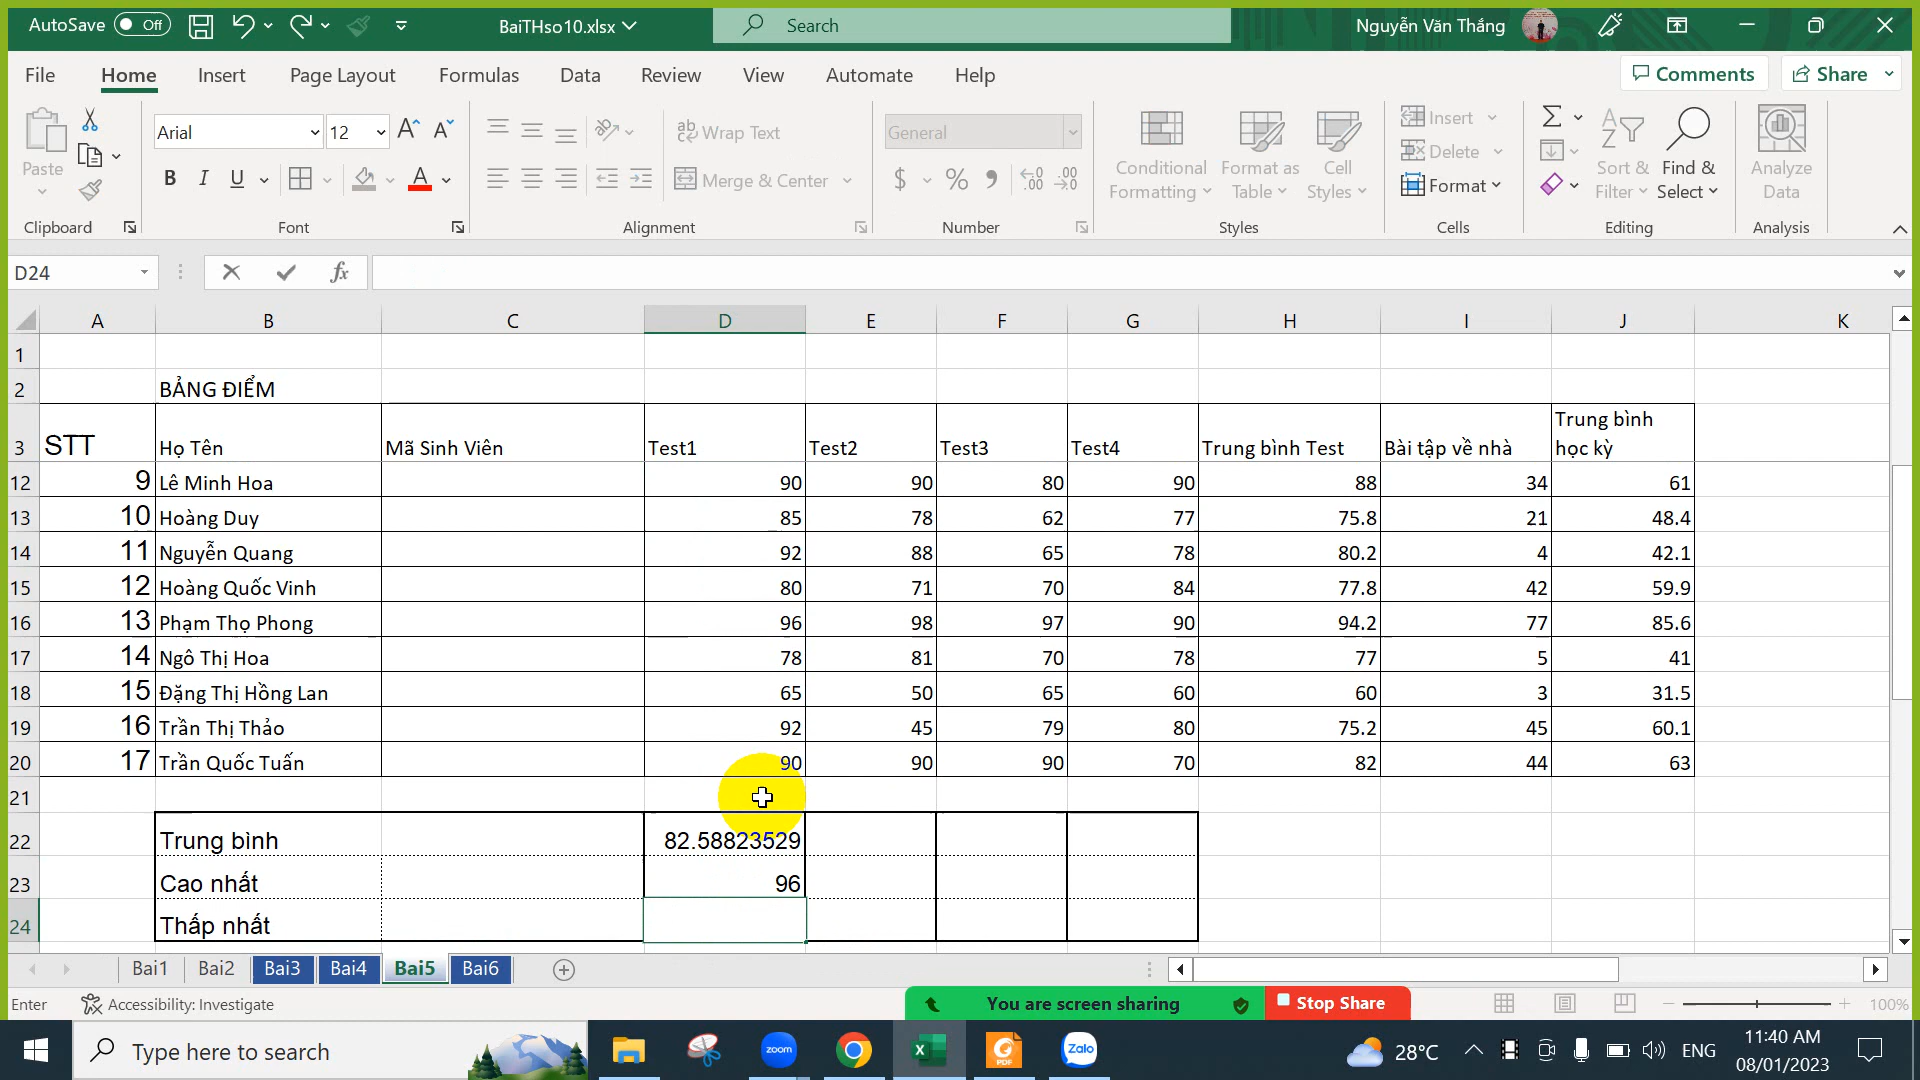 AutoSave Off BaiTHso10.xlsx Search Nguyễn Văn Thắng
File Home Insert Page Layout Formulas Data Review View Automate Help Comments Share
Paste
Clipboard
Arial 12
B I U A
Font
ab Wrap Text
Merge & Center
Alignment
General
$ % 9 .00 .00
Number
Conditional Formatting Format as Table Cell Styles
Styles
Insert
Delete
Format
Cells
Sort & Filter Find & Select
Editing
Analyze Data
Analysis
D24 fx
A B C D E F G H I J K
1
2 BẢNG ĐIỂM
3 STT Họ Tên Mã Sinh Viên Test1 Test2 Test3 Test4 Trung bình Test Bài tập về nhà Trung bình học kỳ
12 9 Lê Minh Hoa 90 90 80 90 88 34 61
13 10 Hoàng Duy 85 78 62 77 75.8 21 48.4
14 11 Nguyễn Quang 92 88 65 78 80.2 4 42.1
15 12 Hoàng Quốc Vinh 80 71 70 84 77.8 42 59.9
16 13 Phạm Thọ Phong 96 98 97 90 94.2 77 85.6
17 14 Ngô Thị Hoa 78 81 70 78 77 5 41
18 15 Đặng Thị Hồng Lan 65 50 65 60 60 3 31.5
19 16 Trần Thị Thảo 92 45 79 80 75.2 45 60.1
20 17 Trần Quốc Tuấn 90 90 90 70 82 44 63
21
22 Trung bình 82.58823529
23 Cao nhất 96
24 Thấp nhất
Bai1 Bai2 Bai3 Bai4 Bai5 Bai6
Enter Accessibility: Investigate You are screen sharing Stop Share 100%
Type here to search zoom PDF Zalo 28°C ENG 11:40 AM
08/01/2023